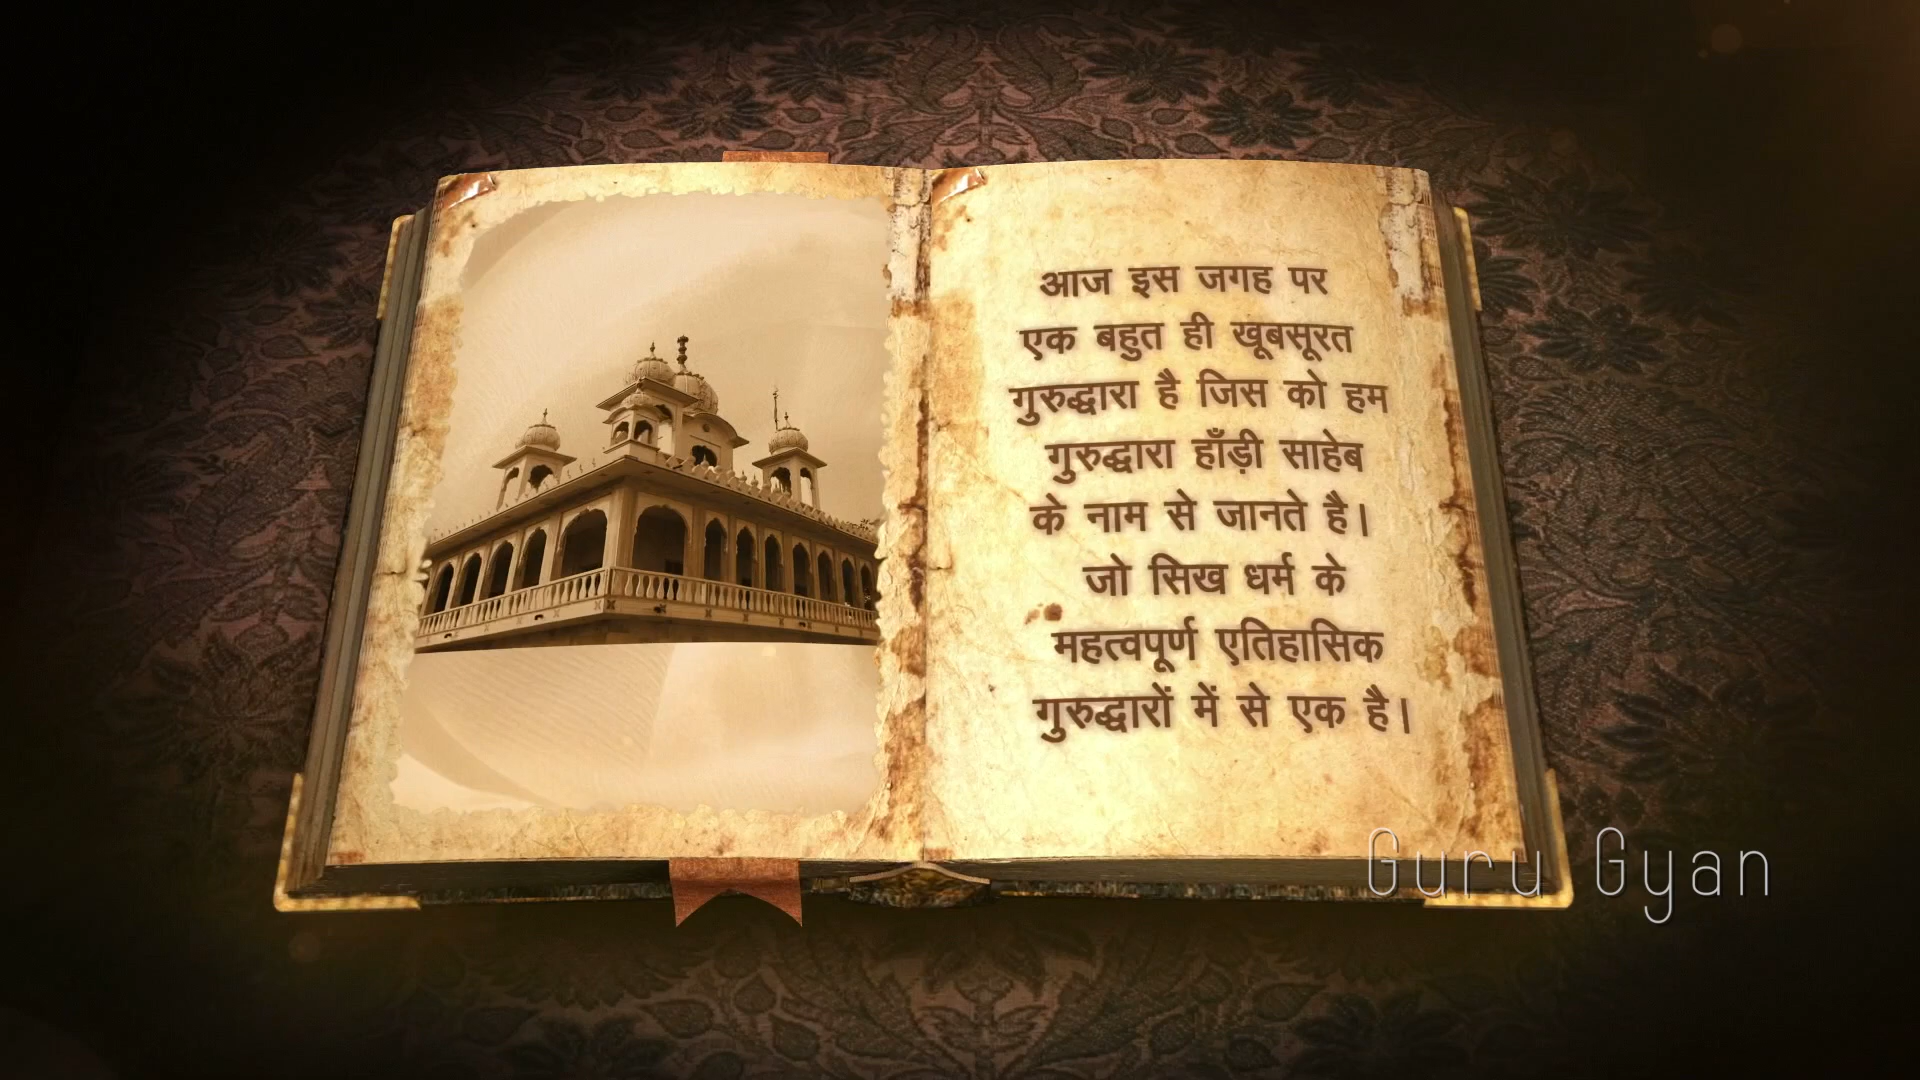 आज इस जगह पर
एक बहुत ही खूबसूरत
गुरुद्धारा है जिस को हम
गुरुद्धारा हाँड़ी साहेब
के नाम से जानते है।
जो सिख धर्म के
महत्वपूर्ण एतिहासिक
गुरुद्धारों में से एक है।
Guru Gyan